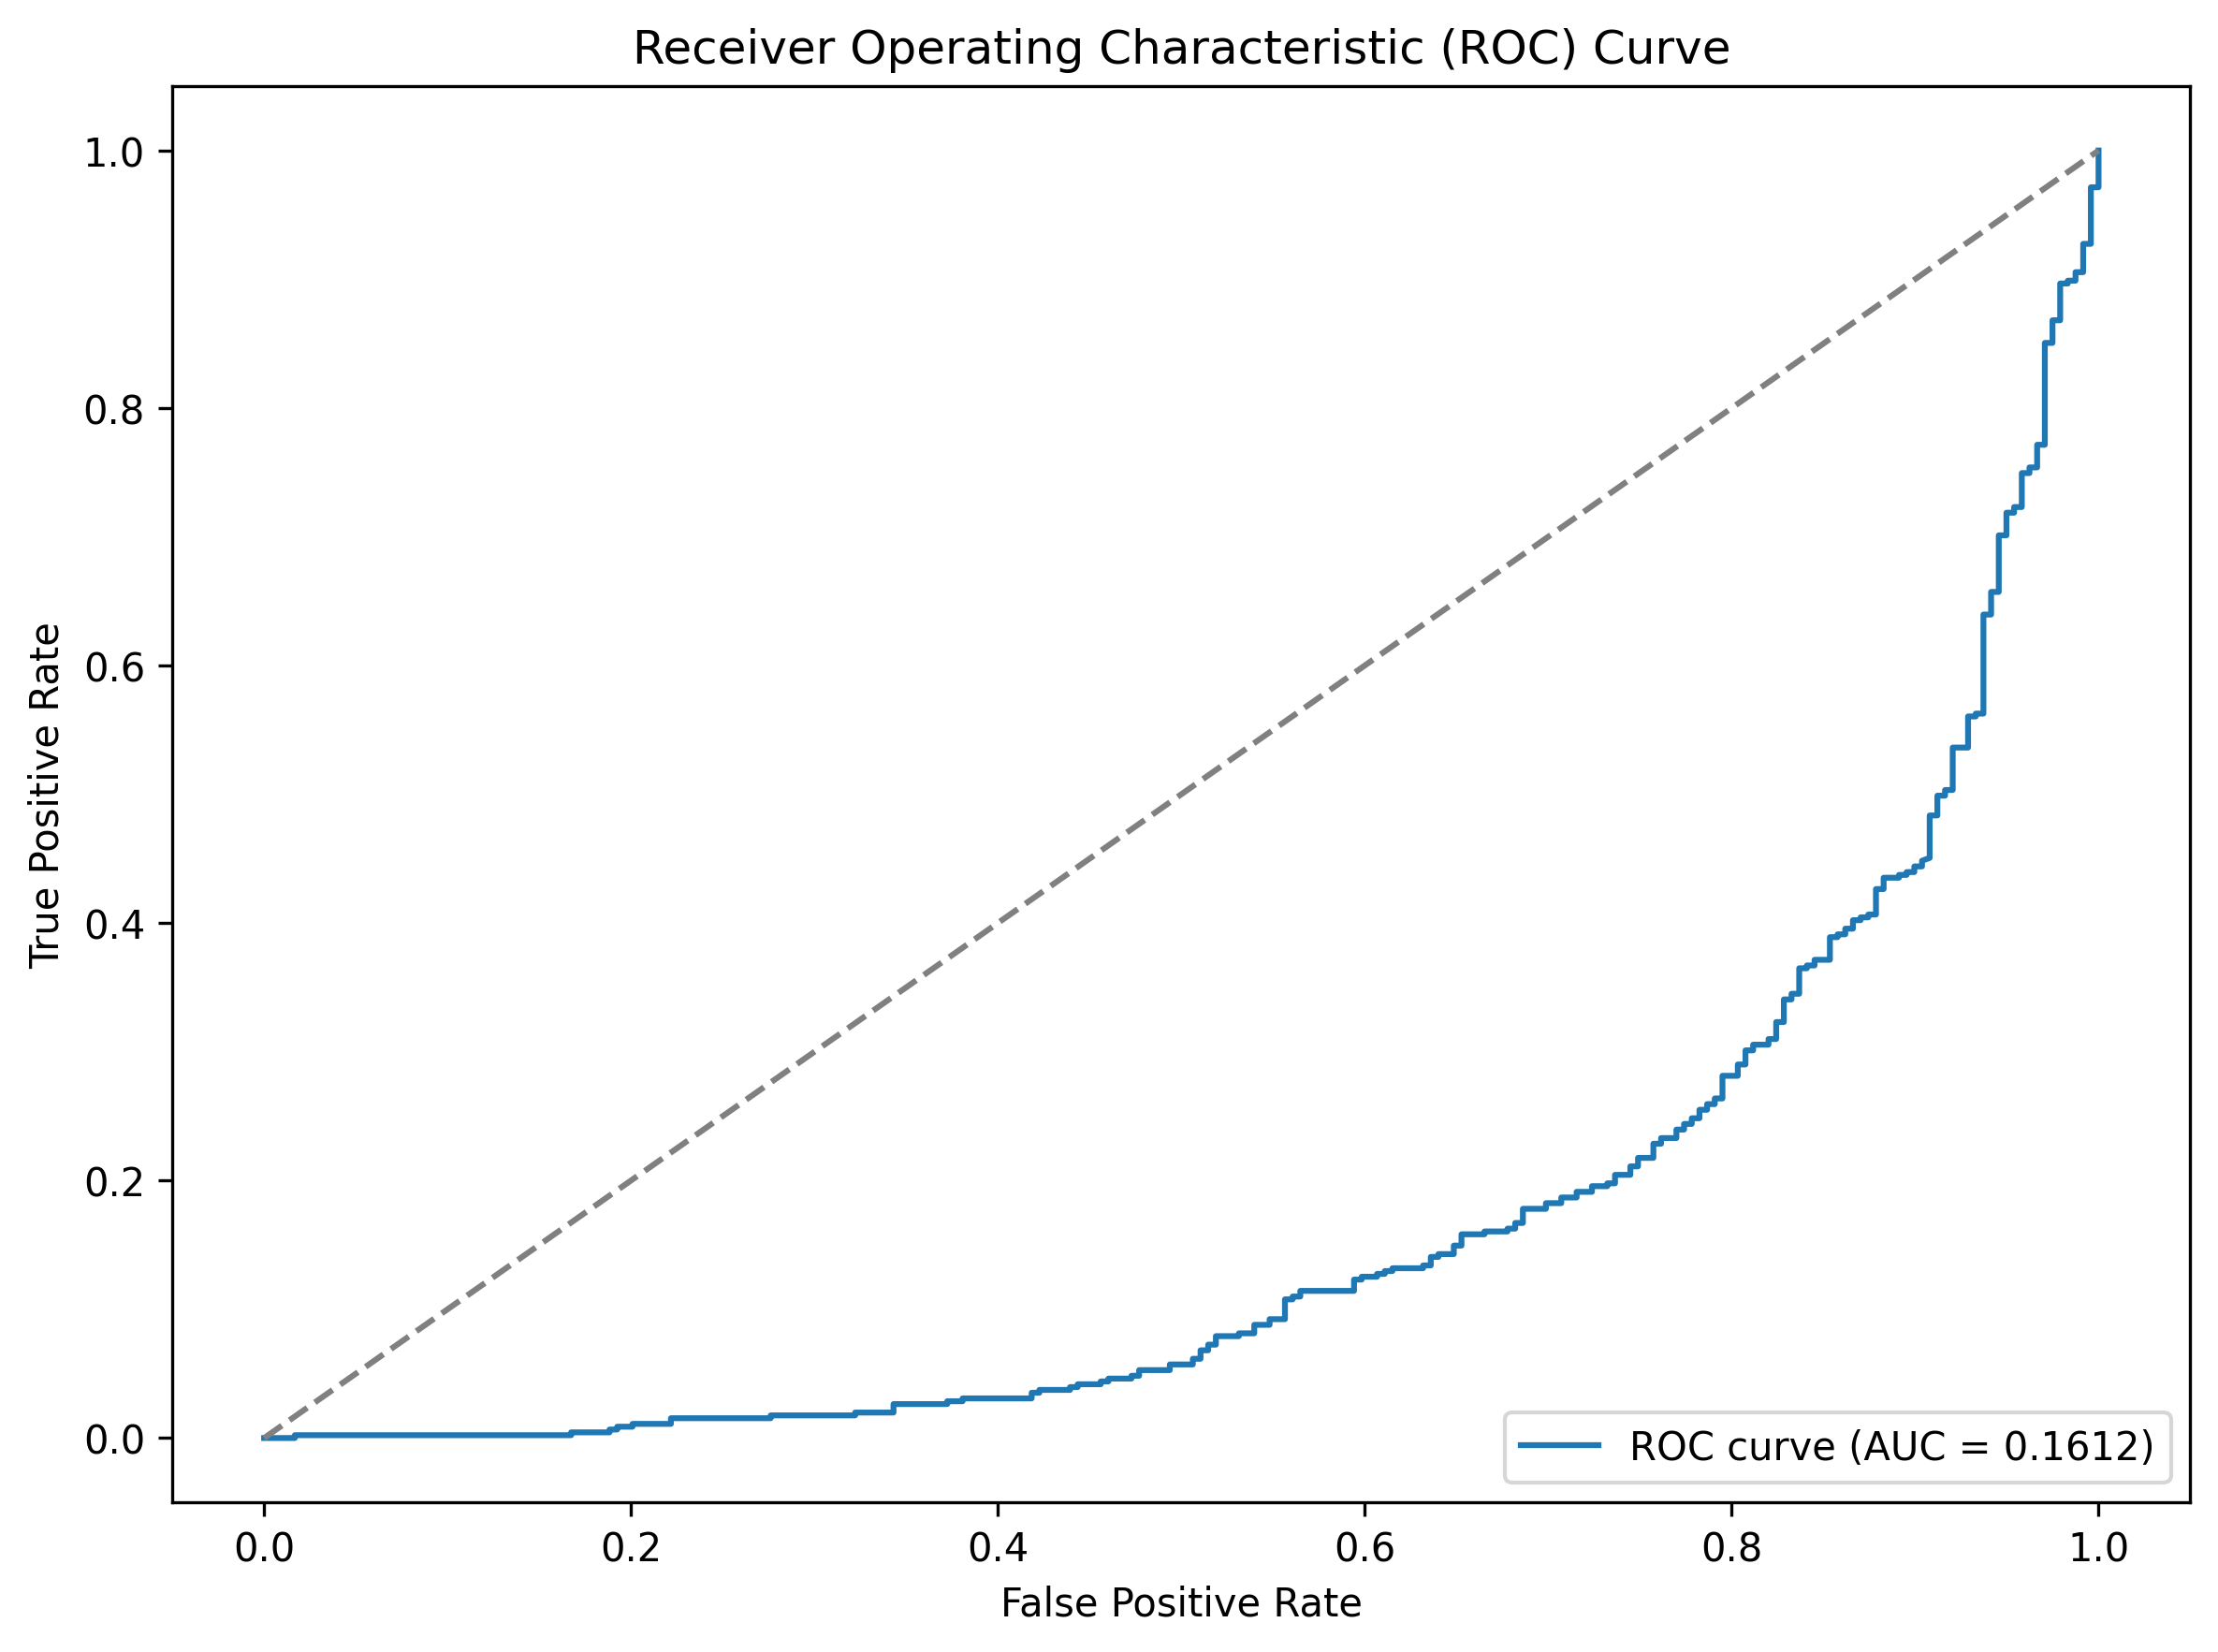 Receiver Operating Characteristic (ROC) Curve
True Positive Rate
1.0
0.8
0.6
0.4
0.2
0.0
ROC curve (AUC = 0.1612)
0.0 0.2 0.4 0.6 0.8 1.0
False Positive Rate